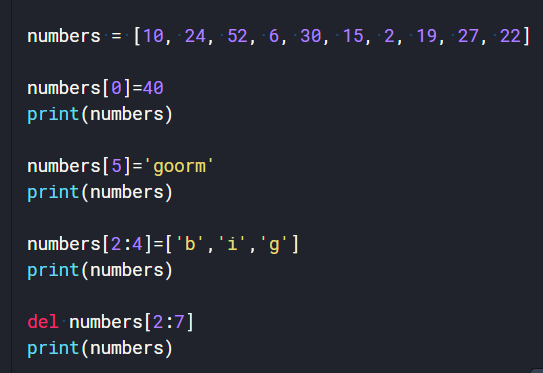 numbers = [10, 24, 52, 6, 30, 15, 2, 19, 27, 22]
numbers[0]=40
print(numbers)
numbers[5]='goorm'
print(numbers)
numbers[2:4]=['b','i','g']
print(numbers)
del numbers[2:7]
print(numbers)